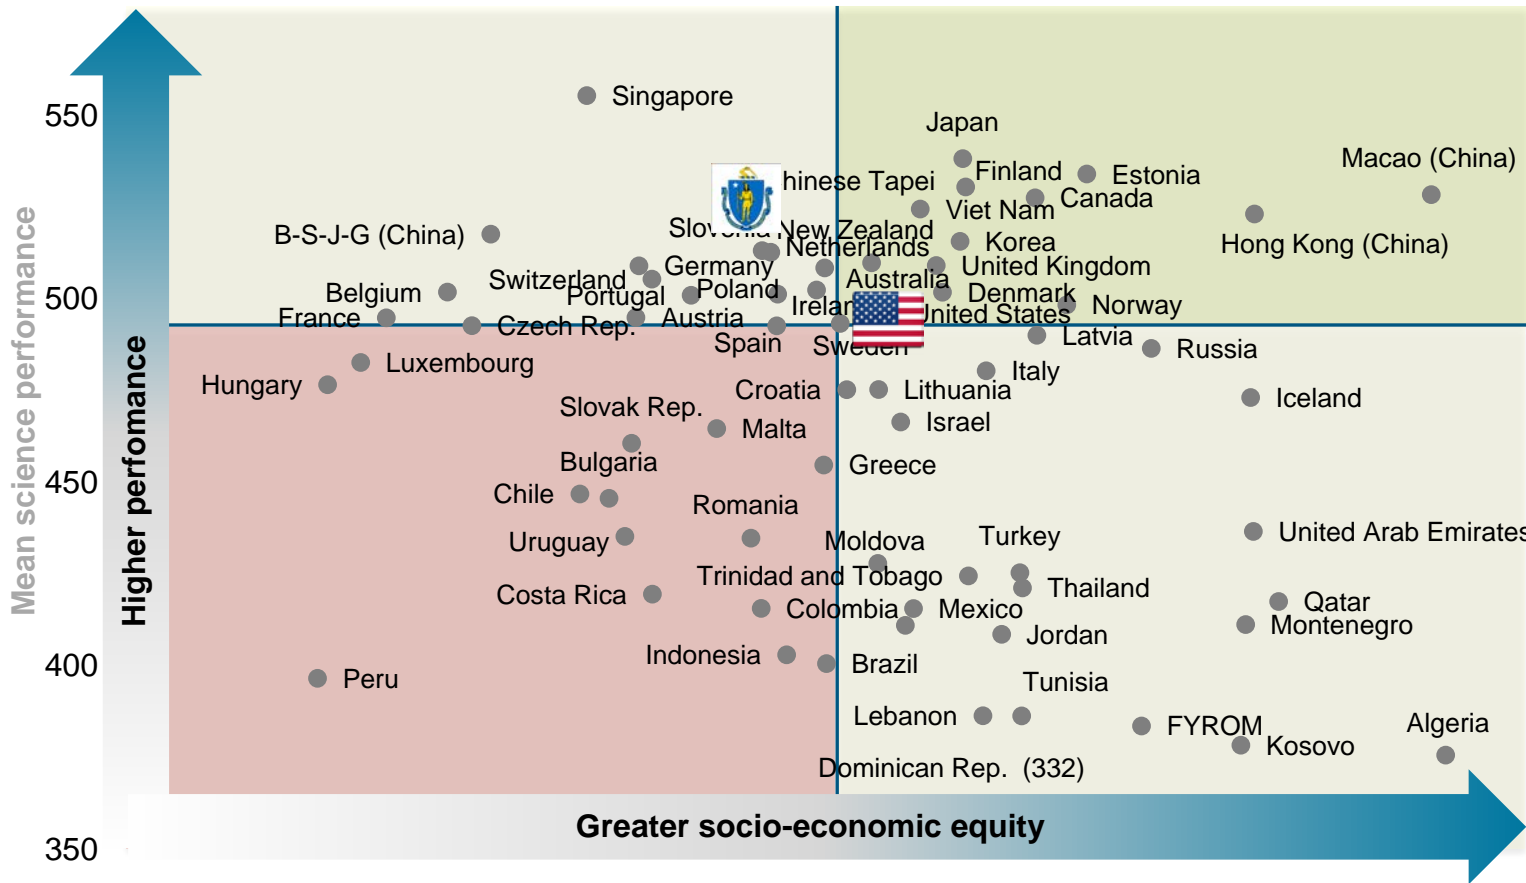 550
500
450
400
350
Mean science performance
Higher perfomance
Singapore
Japan
Macao (China)
hinese Tapei
Finland
Estonia
Canada
Viet Nam
B-S-J-G (China)
Slovenia
New Zealand
Korea
Hong Kong (China)
Netherlands
Switzerland
Germany
Australia
United Kingdom
Belgium
Portugal
Poland
Denmark
Norway
France
Czech Rep.
Austria
Irelan
United States
Spain
Sweden
Latvia
Russia
Luxembourg
Italy
Hungary
Croatia
Lithuania
Iceland
Slovak Rep.
Malta
Israel
Bulgaria
Greece
Chile
Romania
Uruguay
Moldova
Turkey
United Arab Emirates
Trinidad and Tobago
Thailand
Costa Rica
Colombia
Mexico
Qatar
Montenegro
Jordan
Indonesia
Brazil
Peru
Tunisia
Lebanon
FYROM
Algeria
Kosovo
Dominican Rep. (332)
Greater socio-economic equity